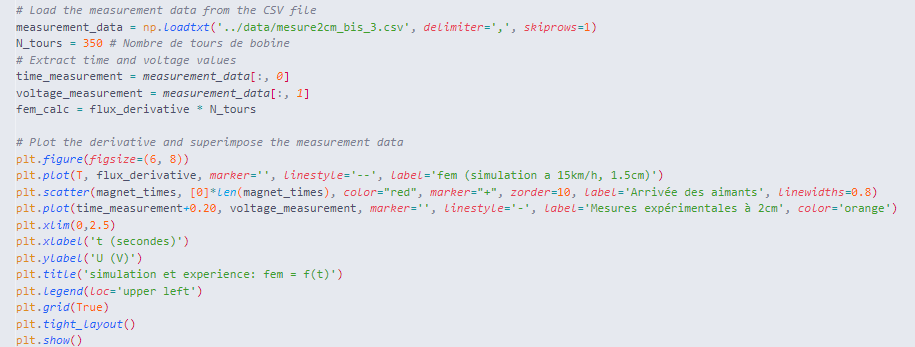 # Load the measurement data from the CSV file
measurement_data = np.loadtxt('../data/mesure2cm_bis_3.csv', delimiter=',', skiprows=1)
N_tours = 350 # Nombre de tours de bobine
# Extract time and voltage values
time_measurement = measurement_data[:, 0]
voltage_measurement = measurement_data[:, 1]
fem_calc = flux_derivative * N_tours

# Plot the derivative and superimpose the measurement data
plt.figure(figsize=(6, 8))
plt.plot(T, flux_derivative, marker='', linestyle='--', label='fem (simulation a 15km/h, 1.5cm)')
plt.scatter(magnet_times, [0]*len(magnet_times), color="red", marker="+", zorder=10, label='Arrivée des aimants', linewidths=0.8)
plt.plot(time_measurement+0.20, voltage_measurement, marker='', linestyle='-', label='Mesures expérimentales à 2cm', color='orange')
plt.xlim(0,2.5)
plt.xlabel('t (secondes)')
plt.ylabel('U (V)')
plt.title('simulation et experience: fem = f(t)')
plt.legend(loc='upper left')
plt.grid(True)
plt.tight_layout()
plt.show()